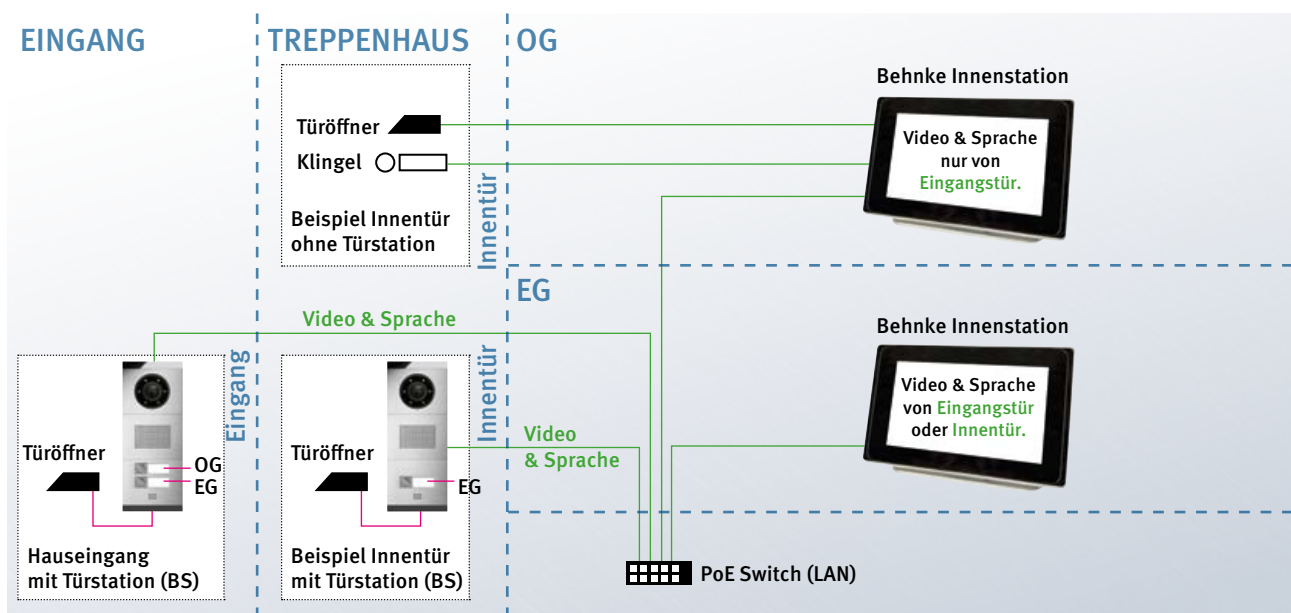 EINGANG
TREPPENHAUS
OG
Türöffner
Klingel
Beispiel Innentür
ohne Türstation
Innentür
Behnke Innenstation
Video & Sprache
nur von
Eingangstür.
EG
Video & Sprache
Eingang
Türöffner
OG
EG
Hauseingang
mit Türstation (BS)
Innentür
Türöffner
EG
Beispiel Innentür
mit Türstation (BS)
Video
& Sprache
Behnke Innenstation
Video & Sprache
von Eingangstür
oder Innentür.
PoE Switch (LAN)